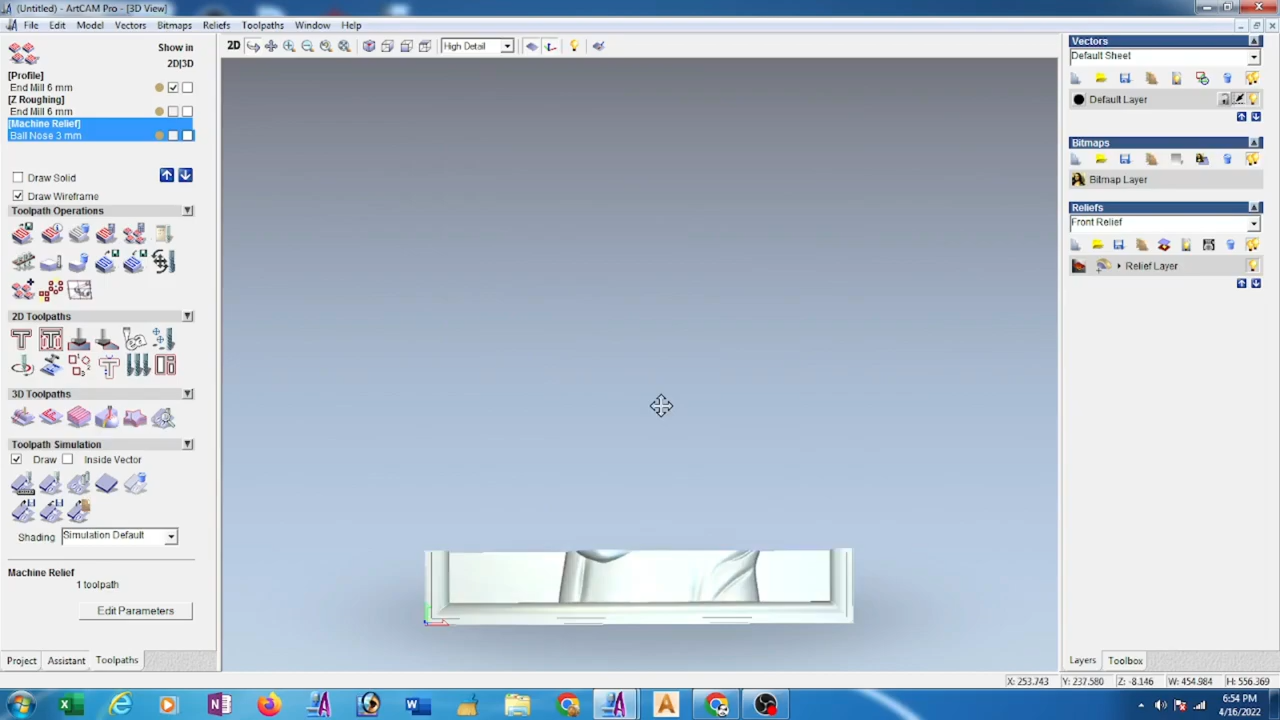 (Untitled) - ArtCAM Pro - [3D View]
File Edit Model Vectors Bitmaps Reliefs Toolpaths Window Help
Show in
2D|3D
[Profile]
End Mill 6 mm
[Z Roughing]
End Mill 6 mm
[Machine Relief]
Ball Nose 3 mm
Draw Solid
Draw Wireframe
Toolpath Operations
2D Toolpaths
3D Toolpaths
Toolpath Simulation
Draw Inside Vector
Shading Simulation Default
Machine Relief
1 toolpath
Edit Parameters
Project Assistant Toolpaths
2D High Detail
Vectors
Default Sheet
Default Layer
Bitmaps
Bitmap Layer
Reliefs
Front Relief
Relief Layer
Layers Toolbox
X: 253.743 Y: 237.580 Z: -8.146 W: 454.984 H: 556.369
6:54 PM
4/16/2022